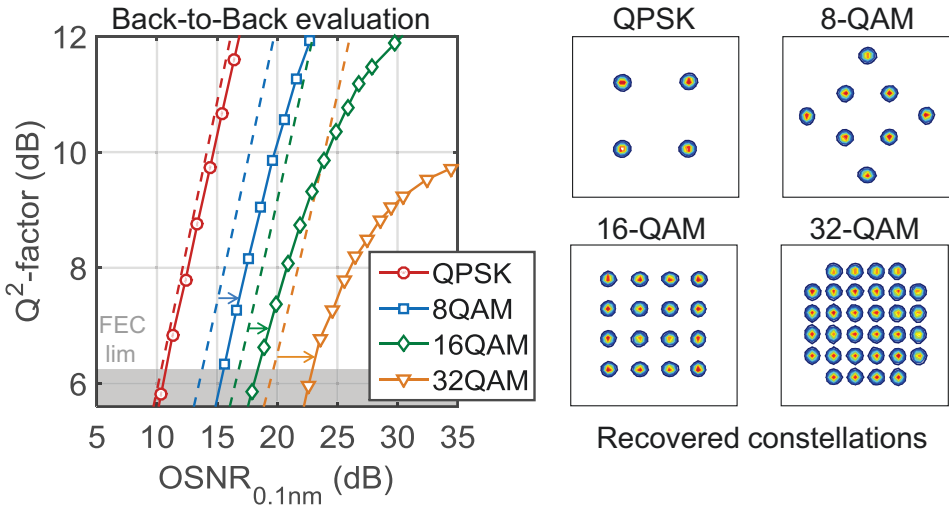 Back-to-Back evaluation
12
10
8
6
Q²-factor (dB)
FEC
lim
5 10 15 20 25 30 35
OSNR₀.₁ₙₘ (dB)
QPSK
8QAM
16QAM
32QAM
QPSK
8-QAM
16-QAM
32-QAM
Recovered constellations